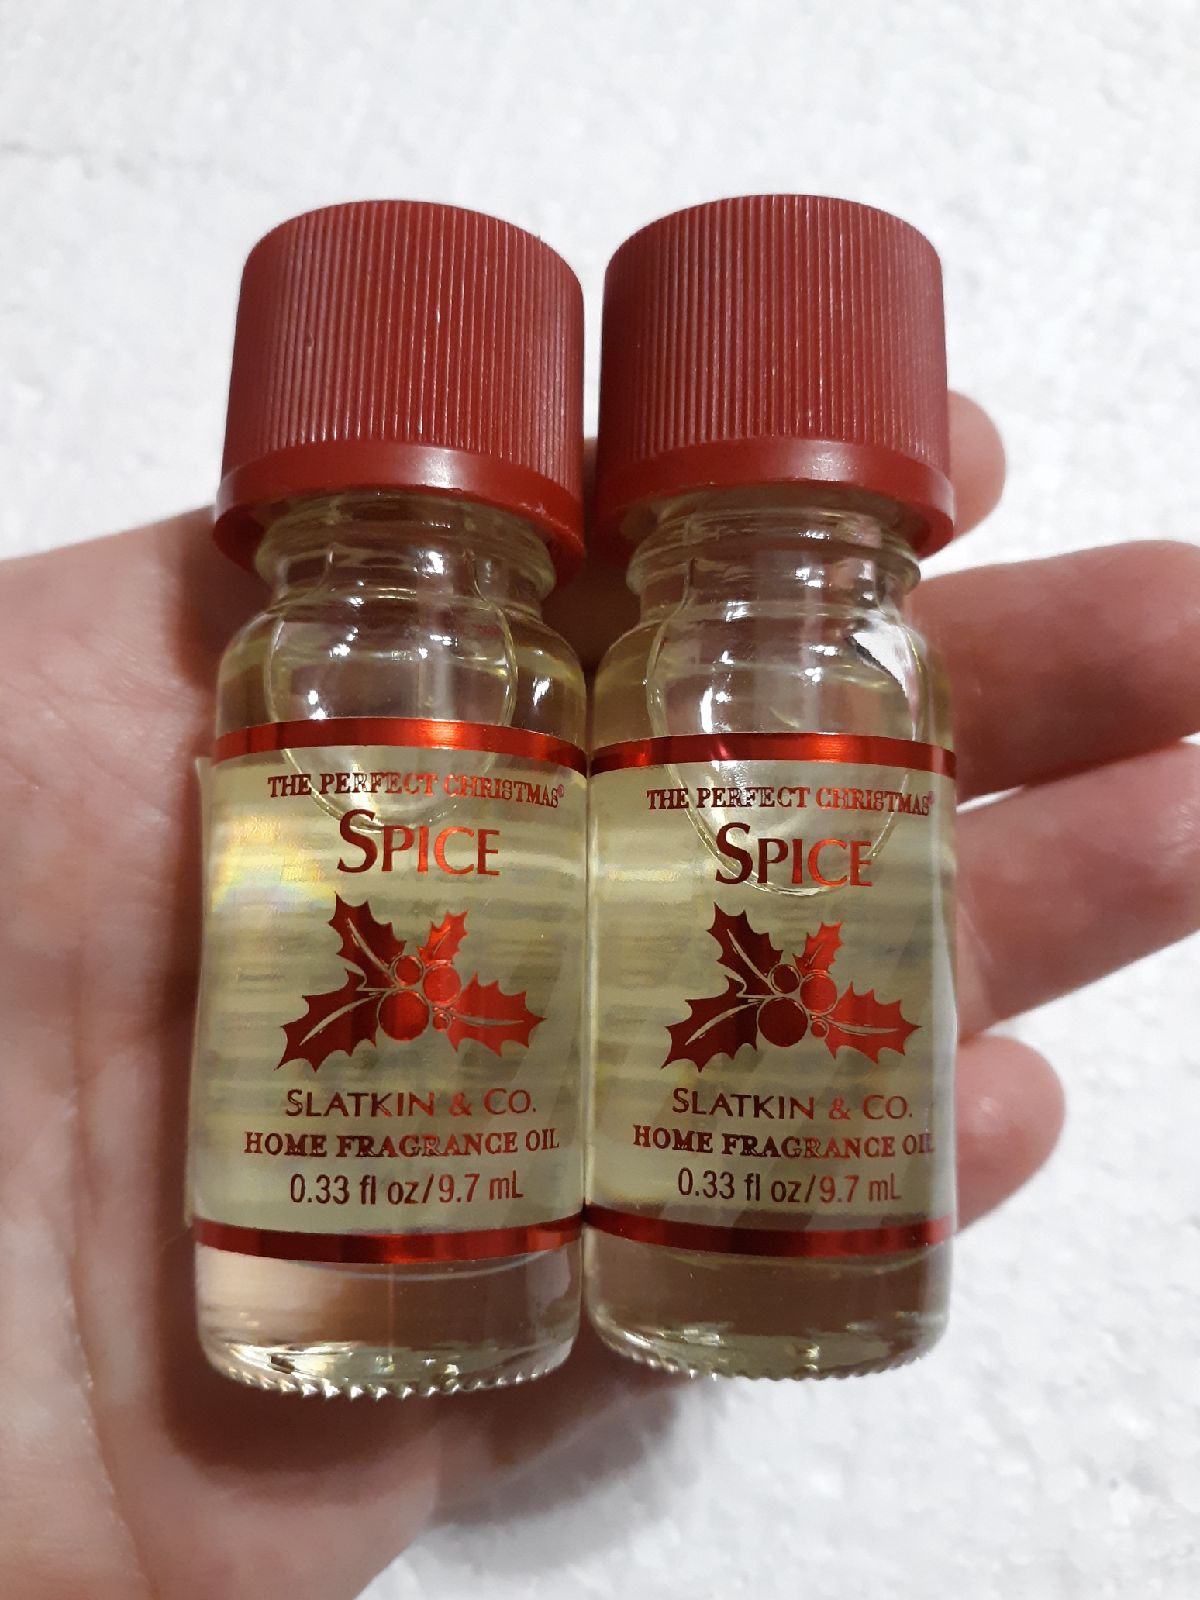 THE PERFECT CHRISTMAS®
SPICE
SLATKIN & CO.
HOME FRAGRANCE OIL
0.33 fl oz/9.7 mL
THE PERFECT CHRISTMAS®
SPICE
SLATKIN & CO.
HOME FRAGRANCE OIL
0.33 fl oz/9.7 mL